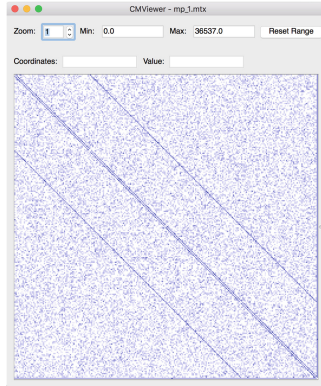 CMViewer - mp_1.mtx
Zoom: 1 Min: 0.0 Max: 36537.0 Reset Range
Coordinates: Value: